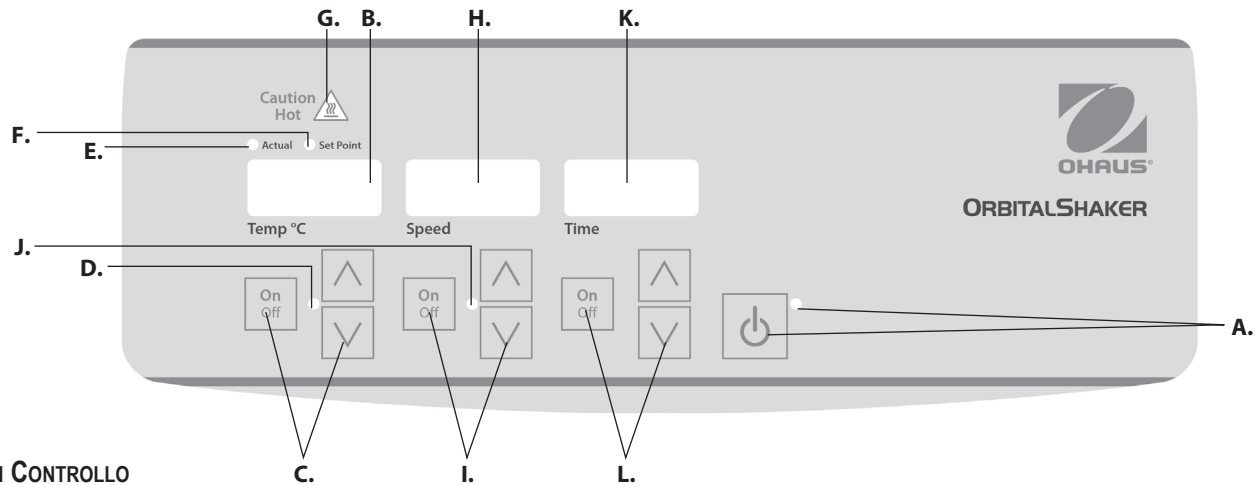 G. B. H. K.
Caution
Hot
F.
E. Actual Set Point
OHAUS®
ORBITALSHAKER
Temp °C Speed Time
J.
D.
On On On
Off Off Off
A.
CONTROLLO C. I. L.